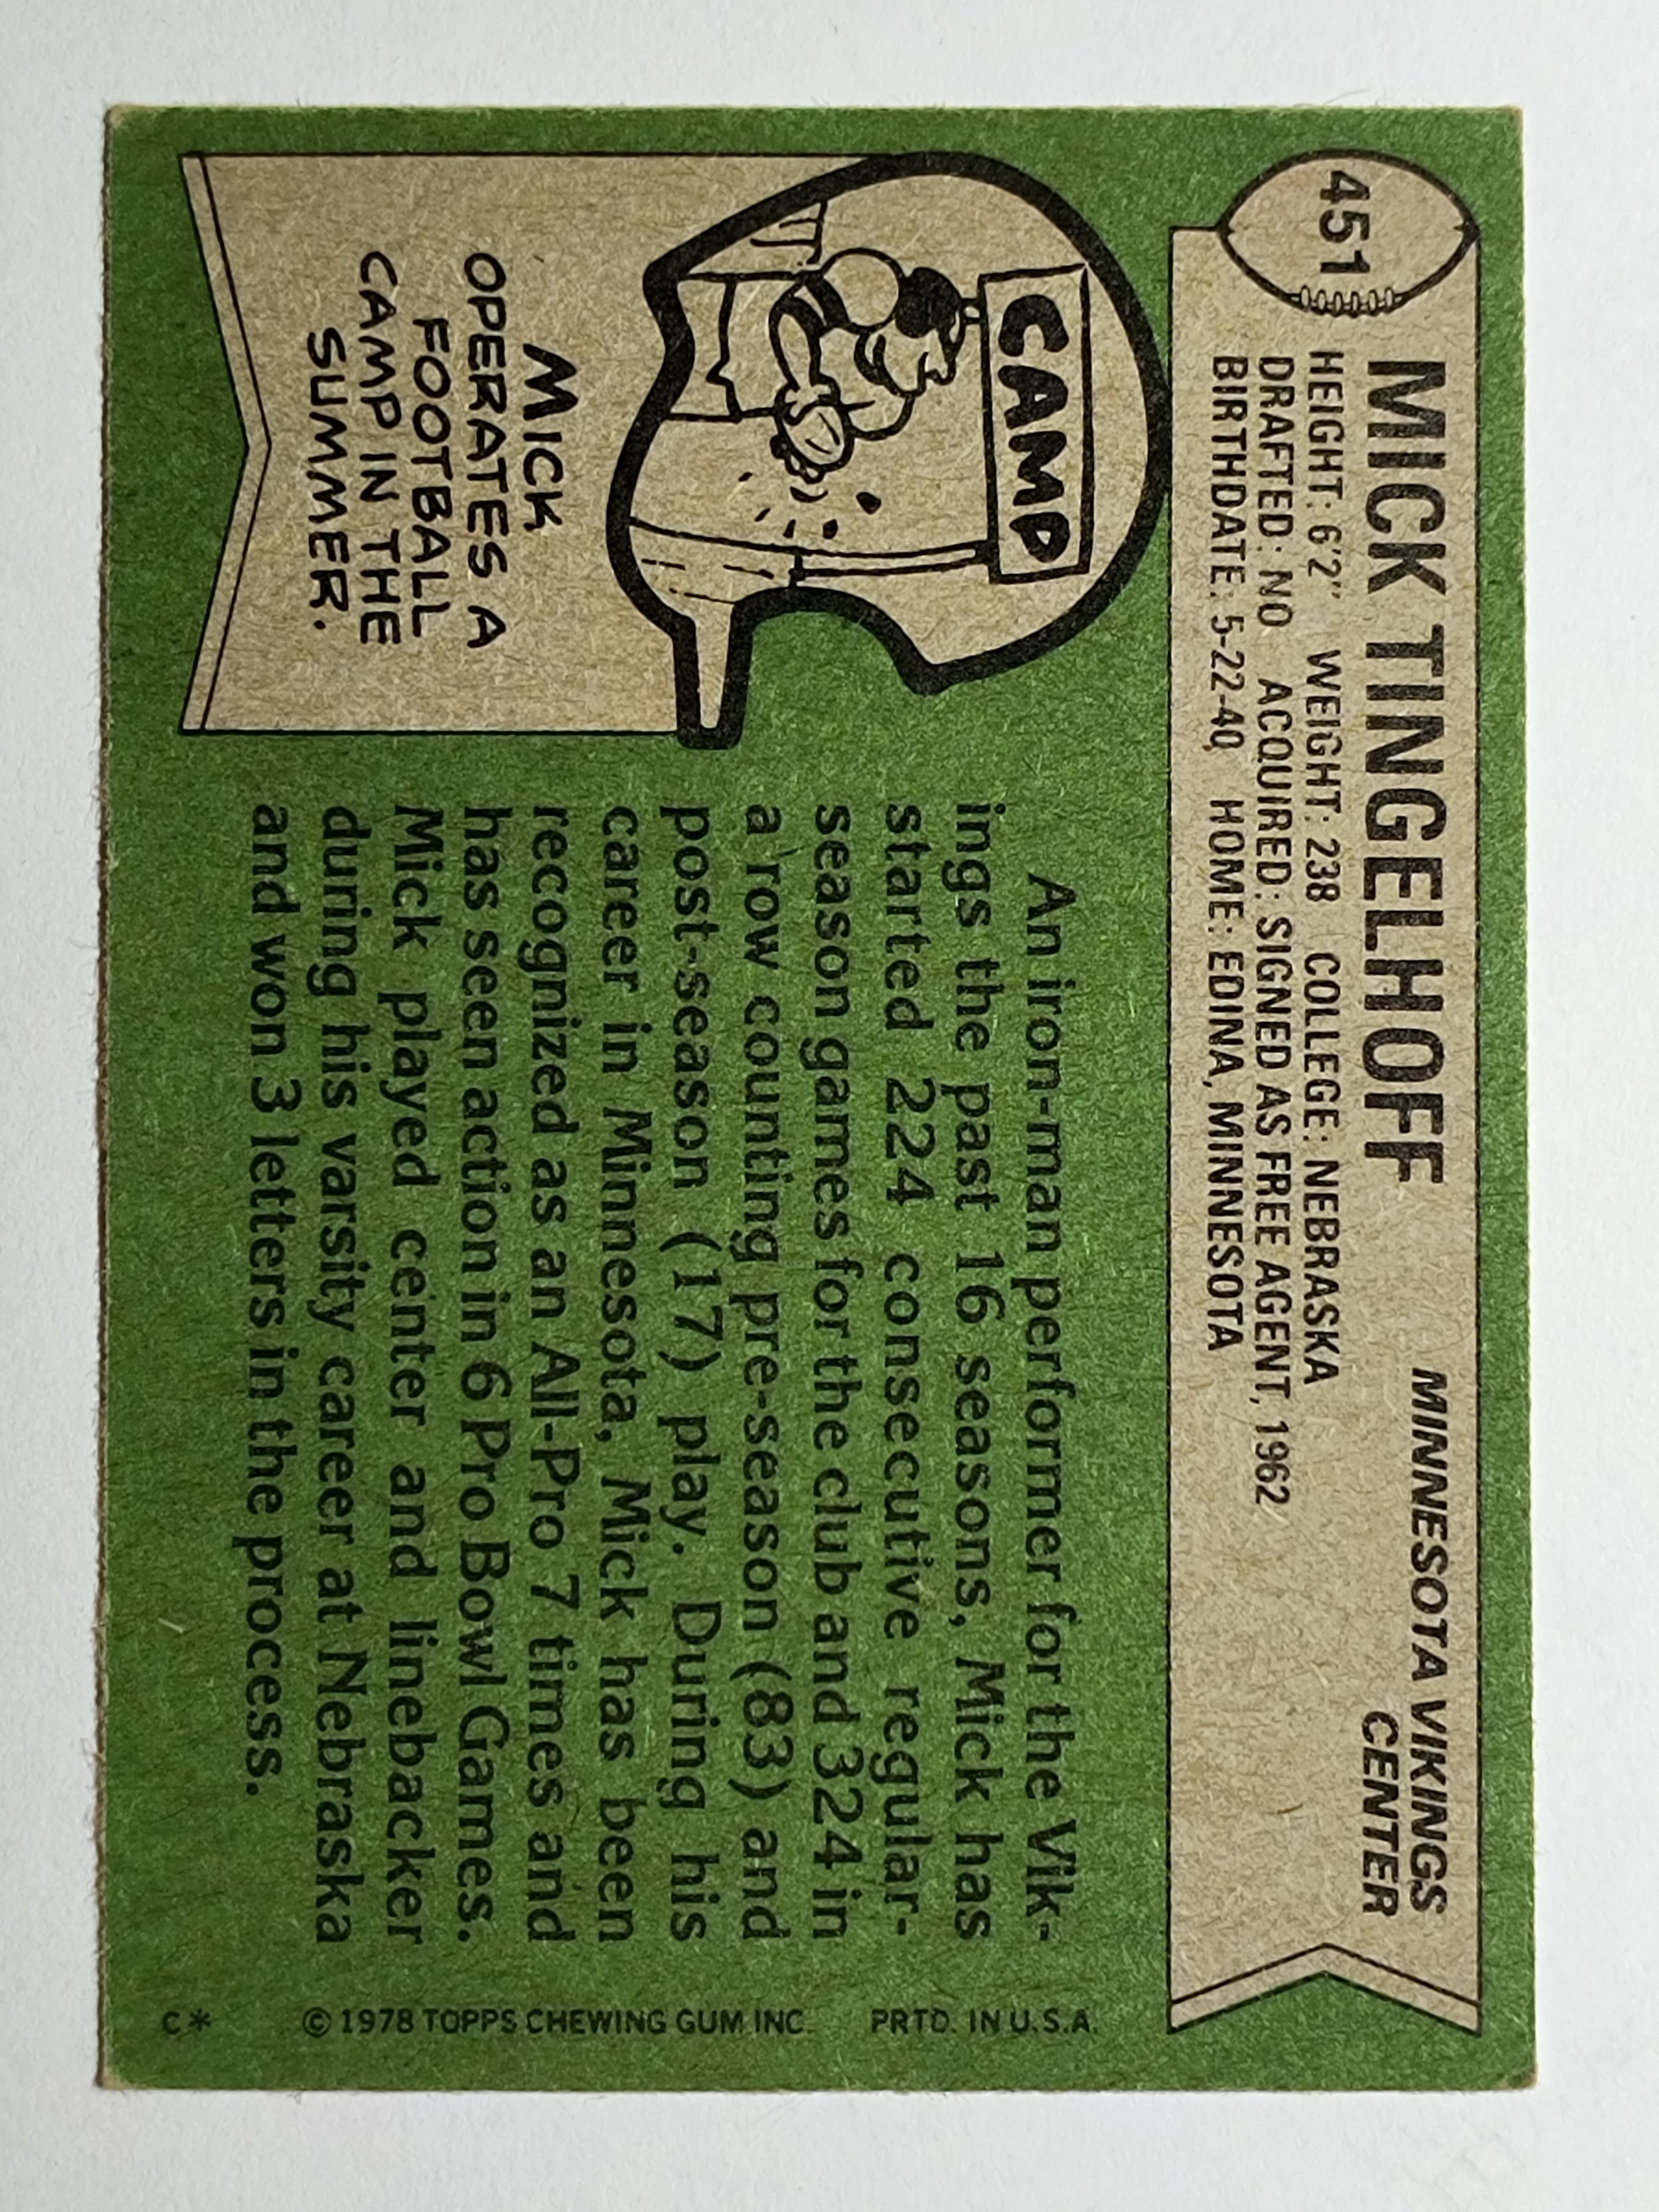 451
MICK TINGELHOFF
MINNESOTA VIKINGS
CENTER
HEIGHT: 6'2" WEIGHT: 238 COLLEGE: NEBRASKA
DRAFTED: NO ACQUIRED: SIGNED AS FREE AGENT, 1962
BIRTHDATE: 5-22-40 HOME: EDINA, MINNESOTA
CAMP
MICK
OPERATES A
FOOTBALL
CAMP IN THE
SUMMER.
An iron-man performer for the Vik-
ings the past 16 seasons, Mick has
started 224 consecutive regular-
season games for the club and 324 in
a row counting pre-season (83) and
post-season (17) play. During his
career in Minnesota, Mick has been
recognized as an All-Pro 7 times and
has seen action in 6 Pro Bowl Games.
Mick played center and linebacker
during his varsity career at Nebraska
and won 3 letters in the process.
C* © 1978 TOPPS CHEWING GUM INC. PRTD. IN U.S.A.